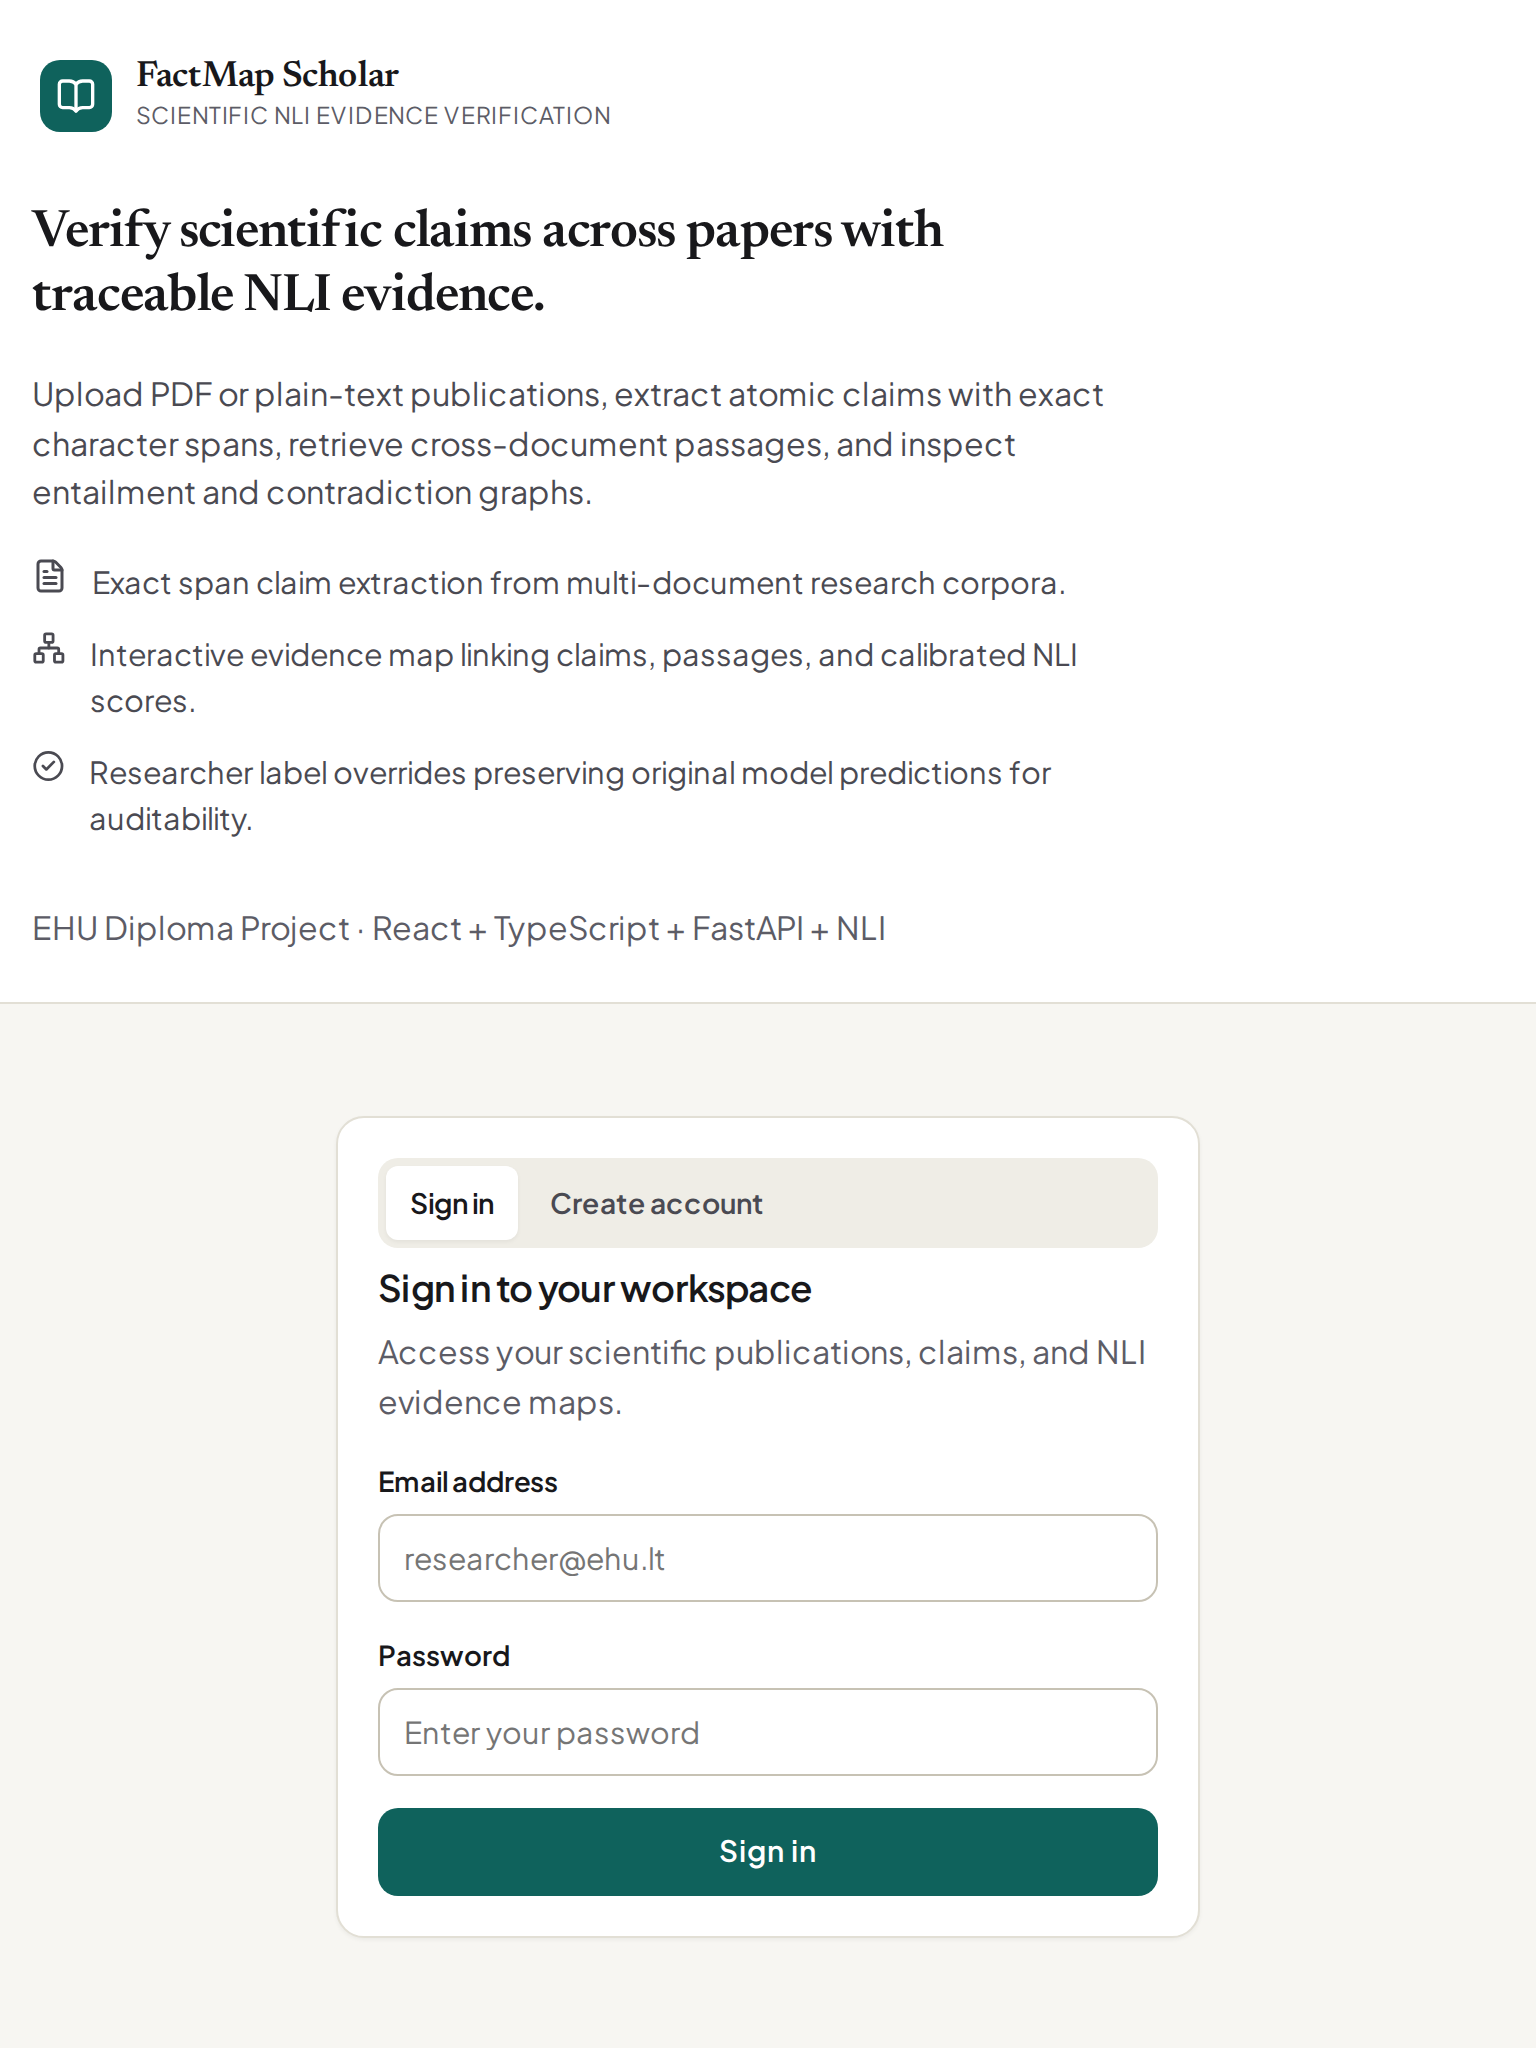 FactMap Scholar
SCIENTIFIC NLI EVIDENCE VERIFICATION
Verify scientific claims across papers with
traceable NLI evidence.
Upload PDF or plain-text publications, extract atomic claims with exact
character spans, retrieve cross-document passages, and inspect
entailment and contradiction graphs.
Exact span claim extraction from multi-document research corpora.
Interactive evidence map linking claims, passages, and calibrated NLI
scores.
Researcher label overrides preserving original model predictions for
auditability.
EHU Diploma Project · React + TypeScript + FastAPI + NLI
Sign in Create account
Sign in to your workspace
Access your scientific publications, claims, and NLI
evidence maps.
Email address
researcher@ehu.lt
Password
Enter your password
Sign in